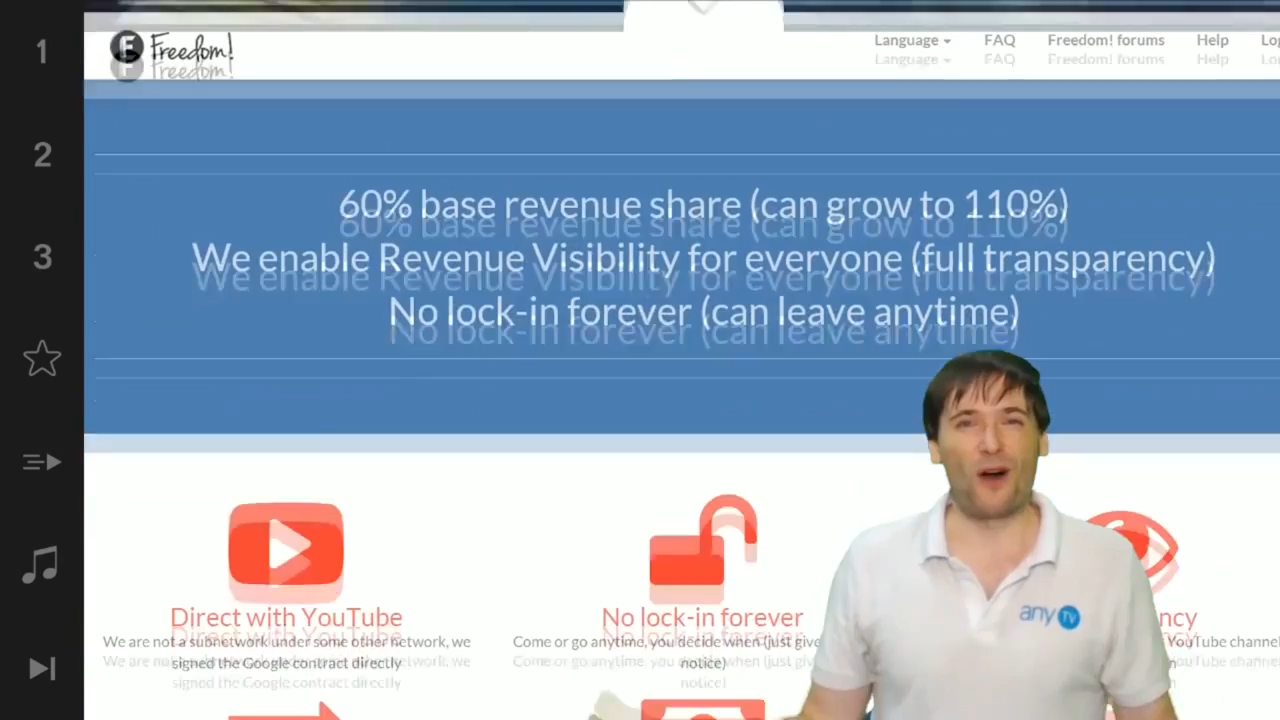 1
2
3
Freedom!
Language
FAQ
Freedom! forums
Help
60% base revenue share (can grow to 110%)
We enable Revenue Visibility for everyone (full transparency)
No lock-in forever (can leave anytime)
Direct with YouTube
We are not a subnetwork under some other network, we
signed the Google contract directly
No lock-in forever
Come or go anytime, you decide when (just give
notice)
YouTube channel
any TV